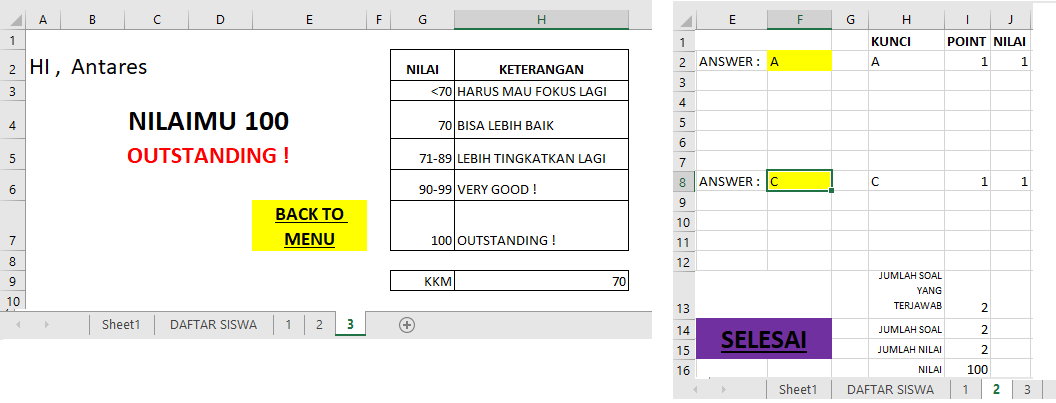 A B C D E F G H
1
2 HI , Antares NILAI KETERANGAN
3 <70 HARUS MAU FOKUS LAGI
4 NILAIMU 100 70 BISA LEBIH BAIK
5 OUTSTANDING ! 71-89 LEBIH TINGKATKAN LAGI
6 90-99 VERY GOOD !
BACK TO
MENU
7 100 OUTSTANDING !
8
9 KKM 70
10
Sheet1 DAFTAR SISWA 1 2 3
E F G H I J
1 KUNCI POINT NILAI
2 ANSWER : A A 1 1
3
4
5
6
7
8 ANSWER : C C 1 1
9
10
11
12
JUMLAH SOAL
YANG
13 TERJAWAB 2
14 JUMLAH SOAL 2
SELESAI
15 JUMLAH NILAI 2
16 NILAI 100
Sheet1 DAFTAR SISWA 1 2 3